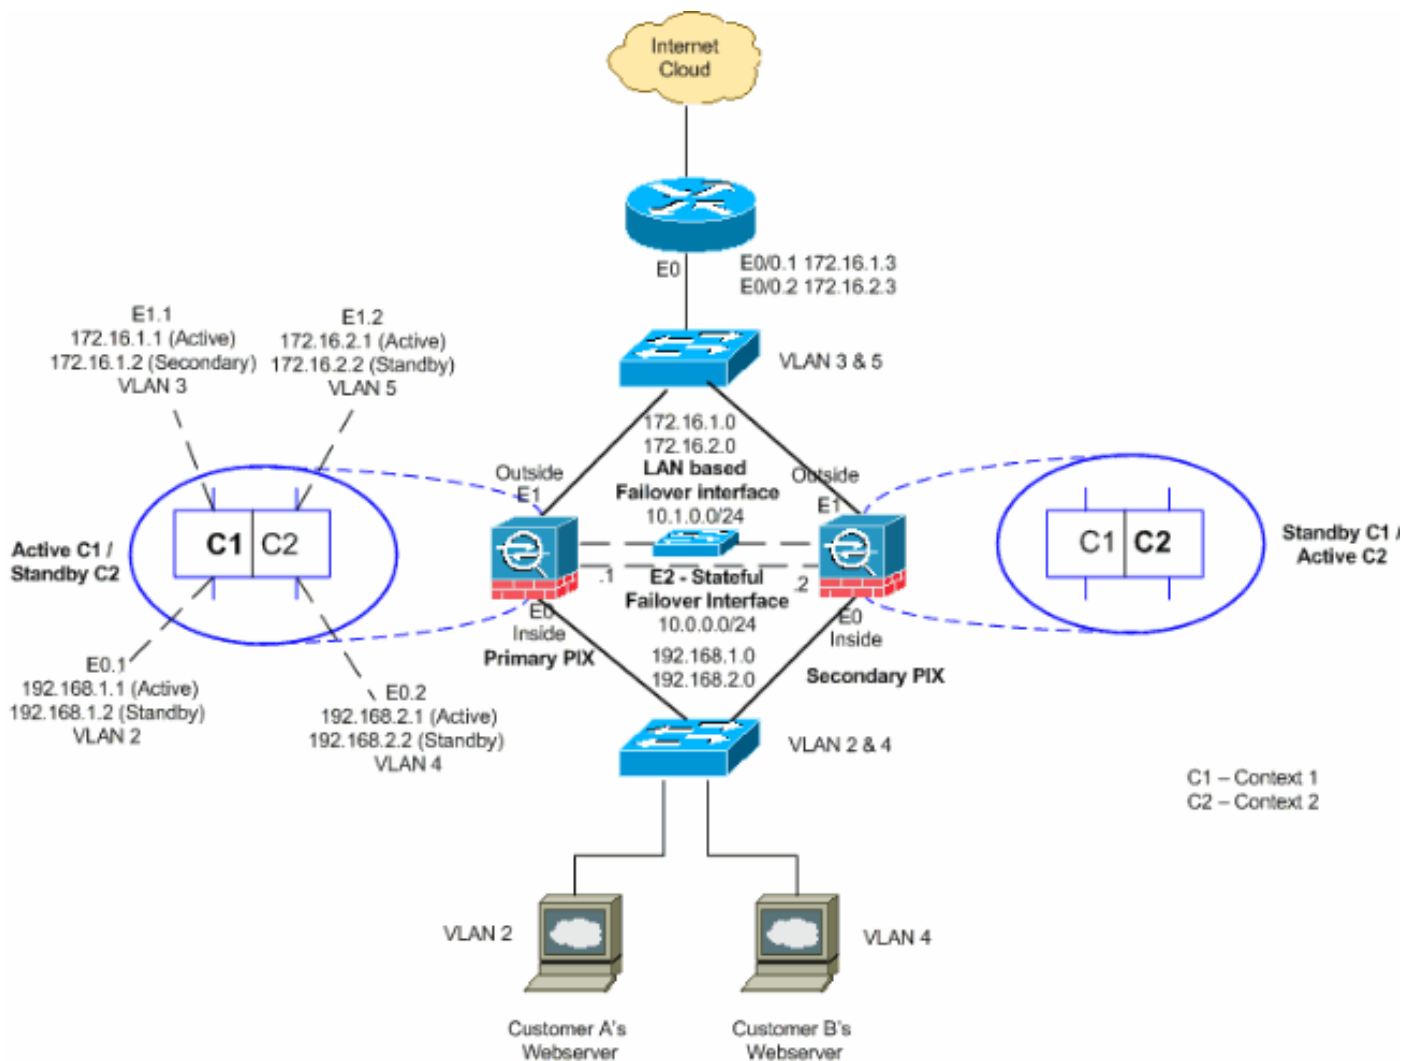 Internet
Cloud
E0
E0/0.1 172.16.1.3
E0/0.2 172.16.2.3
VLAN 3 & 5
E1.1
172.16.1.1 (Active)
172.16.1.2 (Secondary)
VLAN 3
E1.2
172.16.2.1 (Active)
172.16.2.2 (Standby)
VLAN 5
172.16.1.0
172.16.2.0
LAN based
Failover interface
10.1.0.0/24
Outside
E1
Outside
E1
Active C1 /
Standby C2
C1
C2
.1
.2
E2 - Stateful
Failover Interface
10.0.0.0/24
C1
C2
Standby C1 /
Active C2
E0
Inside
Primary PIX
E0
Inside
Secondary PIX
192.168.1.0
192.168.2.0
E0.1
192.168.1.1 (Active)
192.168.1.2 (Standby)
VLAN 2
E0.2
192.168.2.1 (Active)
192.168.2.2 (Standby)
VLAN 4
VLAN 2 & 4
C1 – Context 1
C2 – Context 2
VLAN 2
VLAN 4
Customer A's
Webserver
Customer B's
Webserver